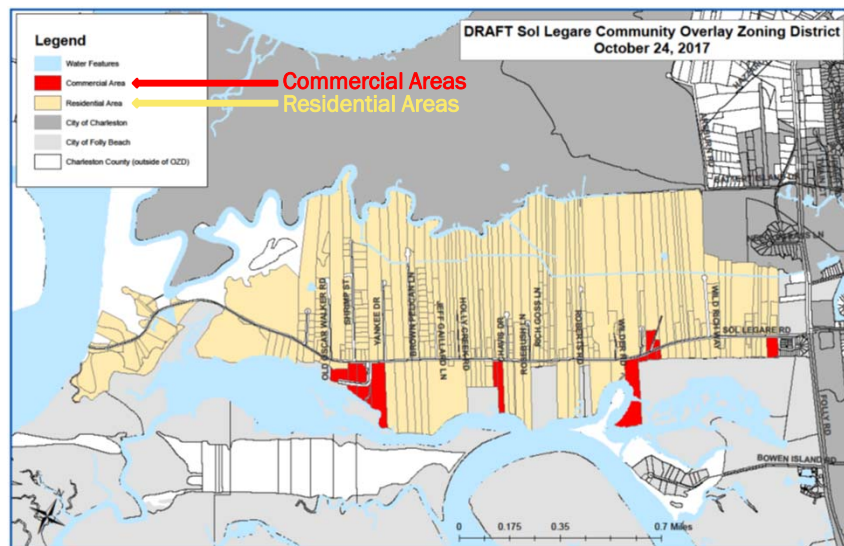 DRAFT Sol Legare Community Overlay Zoning District
October 24, 2017
Legend
Water Features
Commercial Area
Residential Area
City of Charleston
City of Folly Beach
Charleston County (outside of OZD)
Commercial Areas
Residential Areas
OLD OSCAR WALKER RD
SHRIMP ST
YANKEE DR
BROWN PELICAN LN
JEFF GAILLARD LN
HOLLY CREEK RD
CHAVIS DR
ROSEBUSH LN
RICH GOSS LN
ROBERTS RD
WILDER RD
WILD RICH WAY
SOL LEGARE RD
FOLLY RD
BOWEN ISLAND RD
0 0.175 0.35 0.7 Miles